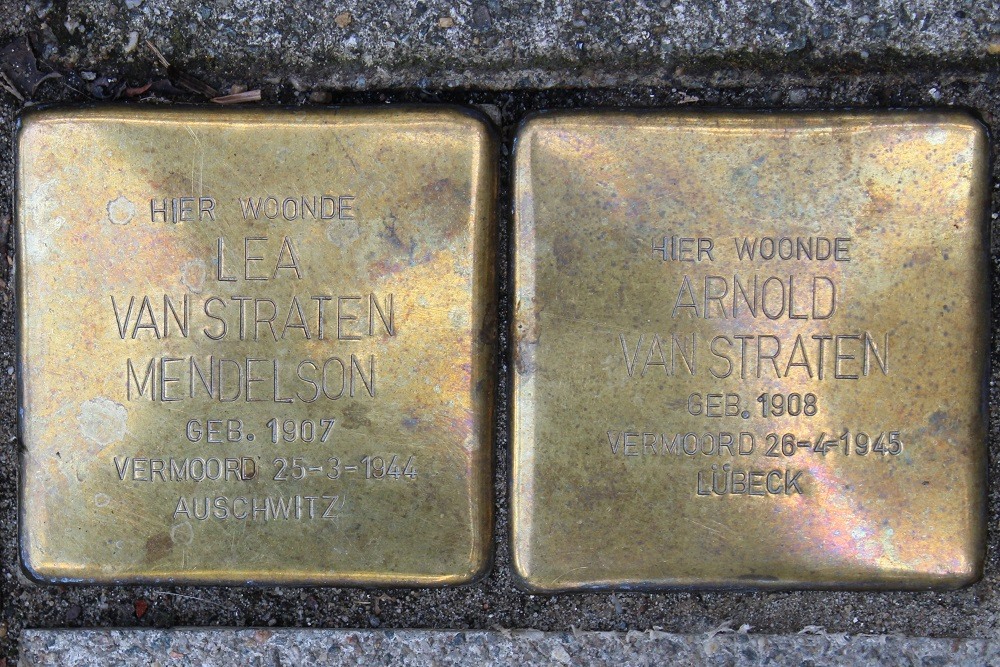 HIER WOONDE
LEA
VAN STRATEN
MENDELSON
GEB. 1907
VERMOORD 25-3-1944
AUSCHWITZ
HIER WOONDE
ARNOLD
VAN STRATEN
GEB. 1908
VERMOORD 26-4-1945
LÜBECK